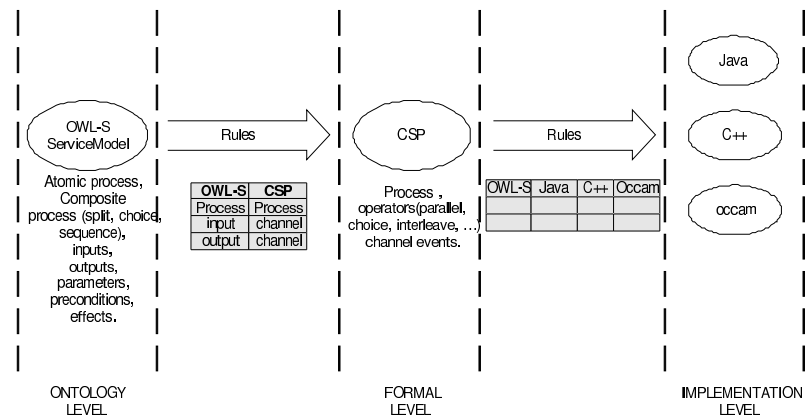 OWL-S
ServiceModel
Atomic process,
Composite
process (split, choice,
sequence),
inputs,
outputs,
parameters,
preconditions,
effects.
Rules
OWL-S CSP
Process Process
input channel
output channel
CSP
Process ,
operators(parallel,
choice, interleave, ...)
channel events.
Rules
OWL-S Java C++ Occam
Java
C++
occam
ONTOLOGY
LEVEL
FORMAL
LEVEL
IMPLEMENTATION
LEVEL